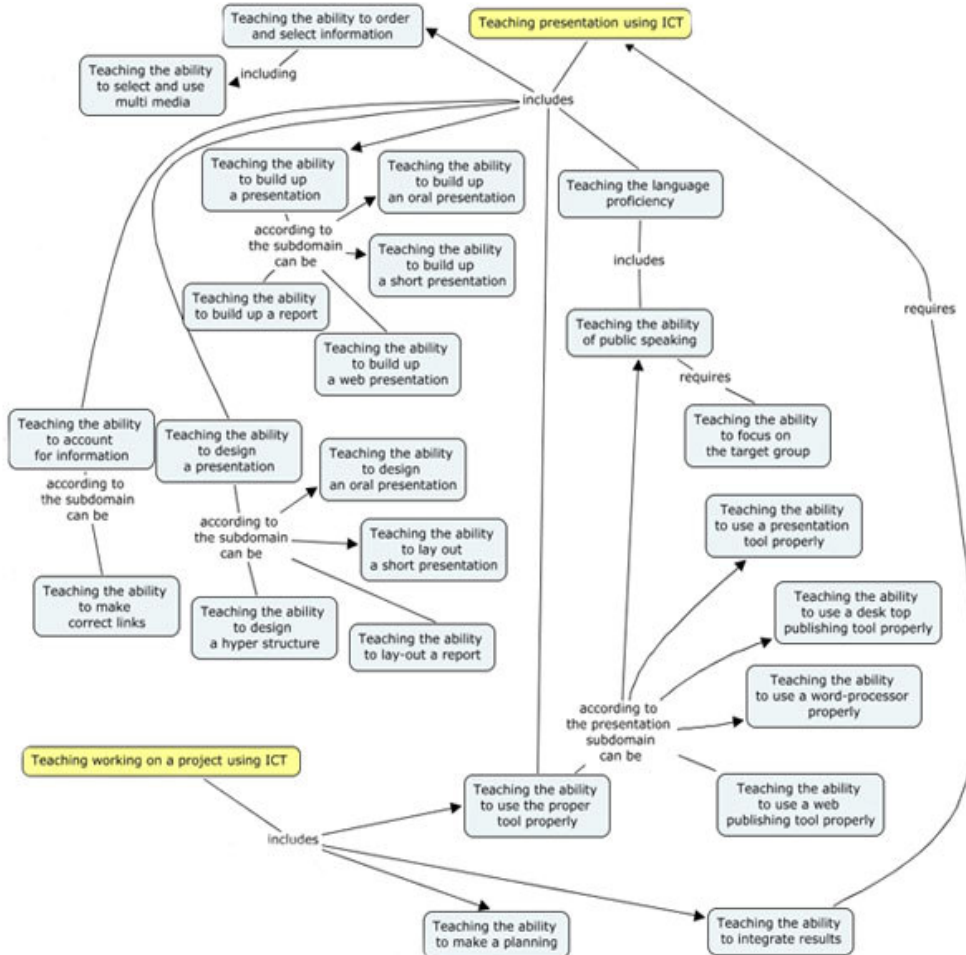 Teaching the ability to order
and select information
Teaching presentation using ICT
including
Teaching the ability
to select and use
multi media
includes
Teaching the ability
to build up
a presentation
Teaching the ability
to build up
an oral presentation
Teaching the language
proficiency
according to
the subdomain
can be
Teaching the ability
to build up
a short presentation
includes
Teaching the ability
to build up a report
requires
Teaching the ability
of public speaking
Teaching the ability
to build up
a web presentation
requires
Teaching the ability
to account
for information
Teaching the ability
to design
a presentation
Teaching the ability
to focus on
the target group
Teaching the ability
to design
an oral presentation
according to
the subdomain
can be
according to
the subdomain
can be
Teaching the ability
to use a presentation
tool properly
Teaching the ability
to lay out
a short presentation
Teaching the ability
to make
correct links
Teaching the ability
to design
a hyper structure
Teaching the ability
to lay-out a report
Teaching the ability
to use a desk top
publishing tool properly
Teaching the ability
to use a word-processor
properly
according to
the presentation
subdomain
can be
Teaching working on a project using ICT
Teaching the ability
to use the proper
tool properly
Teaching the ability
to use a web
publishing tool properly
includes
Teaching the ability
to make a planning
Teaching the ability
to integrate results